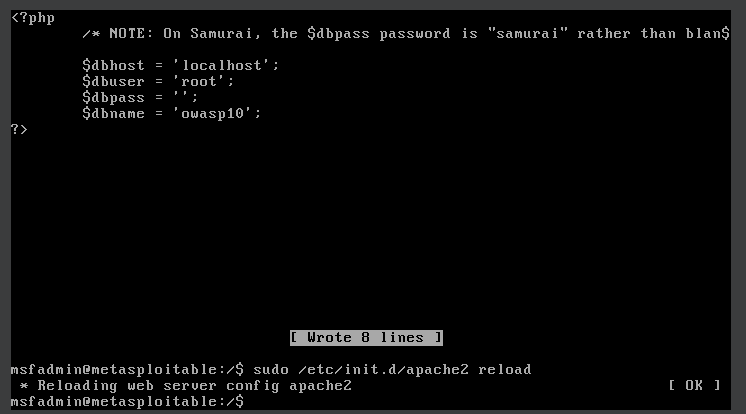 <?php
/* NOTE: On Samurai, the $dbpass password is "samurai" rather than blan$
$dbhost = 'localhost';
$dbuser = 'root';
$dbpass = '';
$dbname = 'owasp10';
?>
[ Wrote 8 lines ]
msfadmin@metasploitable:/$ sudo /etc/init.d/apache2 reload
* Reloading web server config apache2 [ OK ]
msfadmin@metasploitable:/$